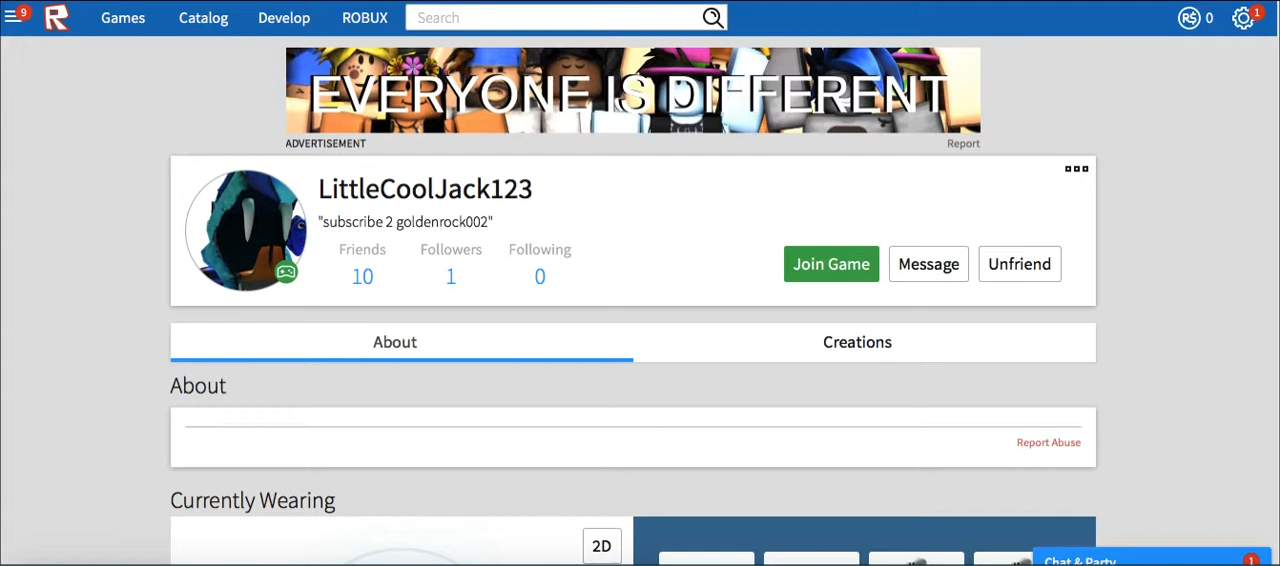 9 Games Catalog Develop ROBUX Search R$ 0 1
EVERYONE IS DIFFERENT
ADVERTISEMENT Report
LittleCoolJack123
"subscribe 2 goldenrock002"
Friends Followers Following
10 1 0
Join Game Message Unfriend
About Creations
About
Report Abuse
Currently Wearing
2D
Chat & Party 1